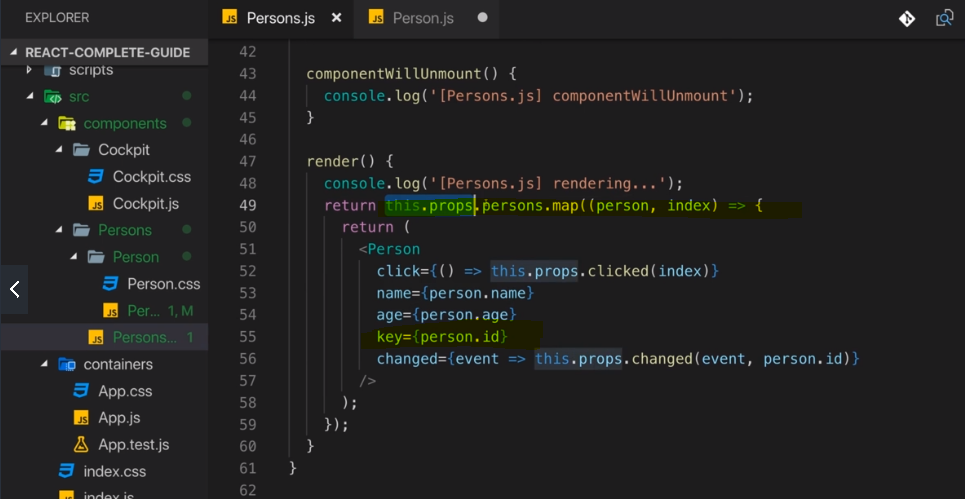 EXPLORER
Persons.js ×
Person.js
REACT-COMPLETE-GUIDE
scripts
src
components
Cockpit
Cockpit.css
Cockpit.js
Persons
Person
Person.css
Per... 1, M
Persons... 1
containers
App.css
App.js
App.test.js
index.css
index.js
42
43 componentWillUnmount() {
44 console.log('[Persons.js] componentWillUnmount');
45 }
46
47 render() {
48 console.log('[Persons.js] rendering...');
49 return this.props.persons.map((person, index) => {
50 return (
51 <Person
52 click={() => this.props.clicked(index)}
53 name={person.name}
54 age={person.age}
55 key={person.id}
56 changed={event => this.props.changed(event, person.id)}
57 />
58 );
59 });
60 }
61 }
62